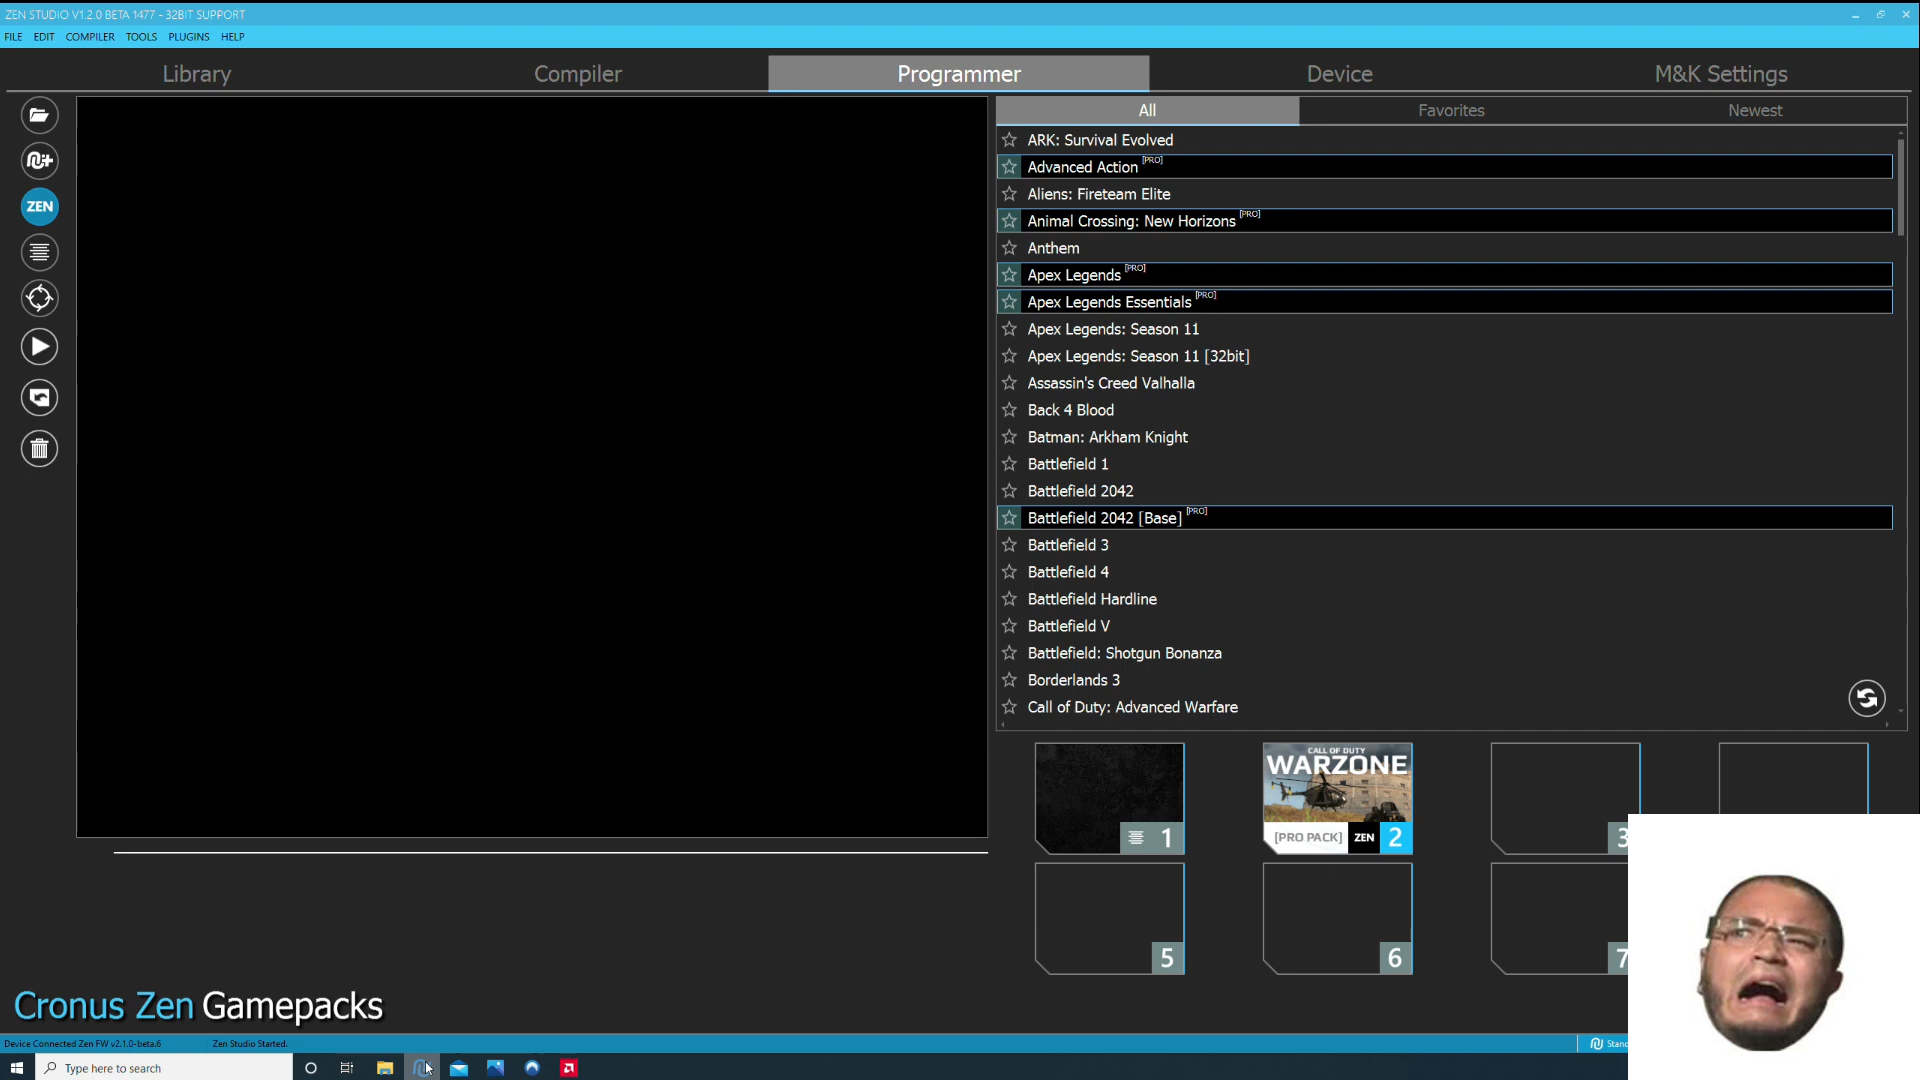 ZEN STUDIO V1.2.0 BETA 1477 - 32BIT SUPPORT
FILE EDIT COMPILER TOOLS PLUGINS HELP
Library Compiler Programmer Device M&K Settings
All Favorites Newest
ZEN
ARK: Survival Evolved
Advanced Action [PRO]
Aliens: Fireteam Elite
Animal Crossing: New Horizons [PRO]
Anthem
Apex Legends [PRO]
Apex Legends Essentials [PRO]
Apex Legends: Season 11
Apex Legends: Season 11 [32bit]
Assassin's Creed Valhalla
Back 4 Blood
Batman: Arkham Knight
Battlefield 1
Battlefield 2042
Battlefield 2042 [Base] [PRO]
Battlefield 3
Battlefield 4
Battlefield Hardline
Battlefield V
Battlefield: Shotgun Bonanza
Borderlands 3
Call of Duty: Advanced Warfare
CALL OF DUTY
WARZONE
1 [PRO PACK] ZEN 2 3
5 6 7
Cronus Zen Gamepacks
Device Connected Zen FW v2.1.0-beta.6 Zen Studio Started.
Type here to search